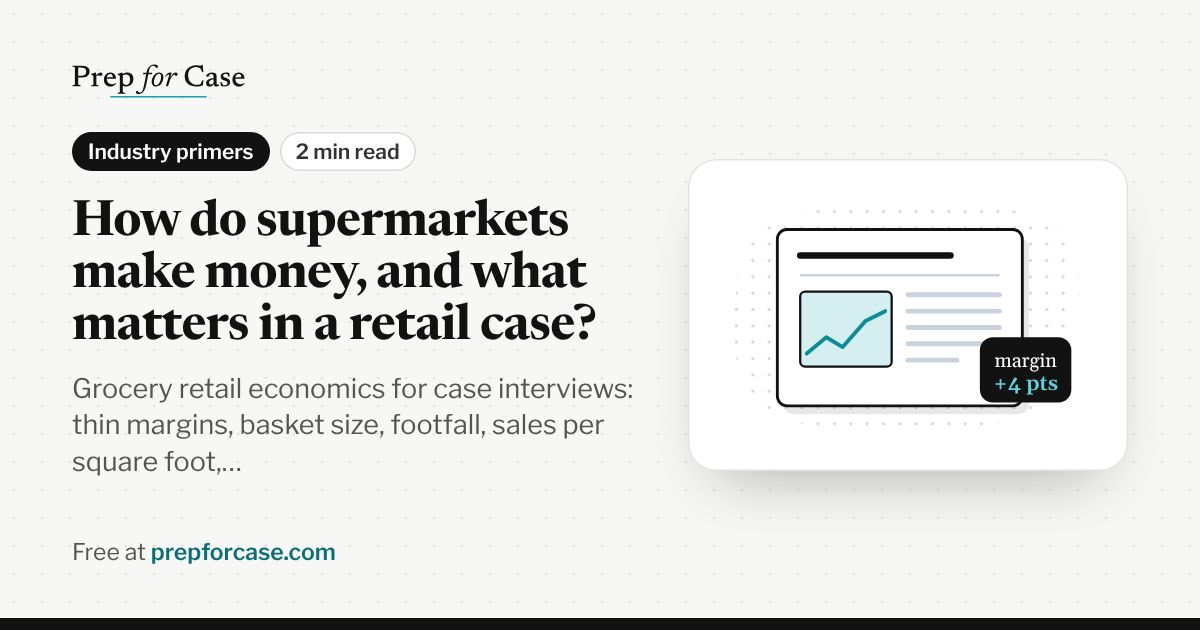 Prep for Case
Industry primers
2 min read
How do supermarkets
make money, and what
matters in a retail case?
Grocery retail economics for case interviews:
thin margins, basket size, footfall, sales per
square foot,...
Free at prepforcase.com
margin
+4 pts